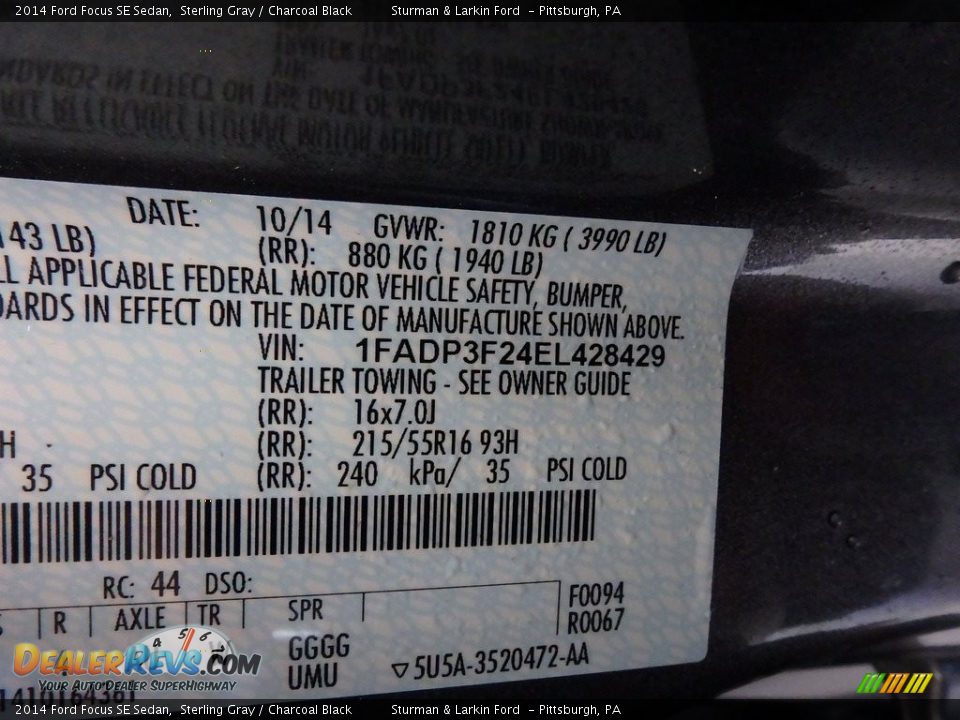 2014 Ford Focus SE Sedan,  Sterling Gray / Charcoal Black Sturman & Larkin Ford  - Pittsburgh, PA
DATE: 10/14 GVWR: 1810 KG ( 3990 LB)
143 LB) (RR): 880 KG ( 1940 LB)
LL APPLICABLE FEDERAL MOTOR VEHICLE SAFETY, BUMPER,
DARDS IN EFFECT ON THE DATE OF MANUFACTURE SHOWN ABOVE.
VIN: 1FADP3F24EL428429
TRAILER TOWING - SEE OWNER GUIDE
(RR): 16x7.0J
H (RR): 215/55R16 93H
35 PSI COLD (RR): 240 kPa/ 35 PSI COLD
RC: 44 DSO:
R AXLE TR SPR F0094
R0067
GGGG
UMU 5U5A-3520472-AA
4 5 6
DEALERREVS.COM
YOUR AUTO DEALER SUPERHIGHWAY
2014 Ford Focus SE Sedan,  Sterling Gray / Charcoal Black Sturman & Larkin Ford  - Pittsburgh, PA